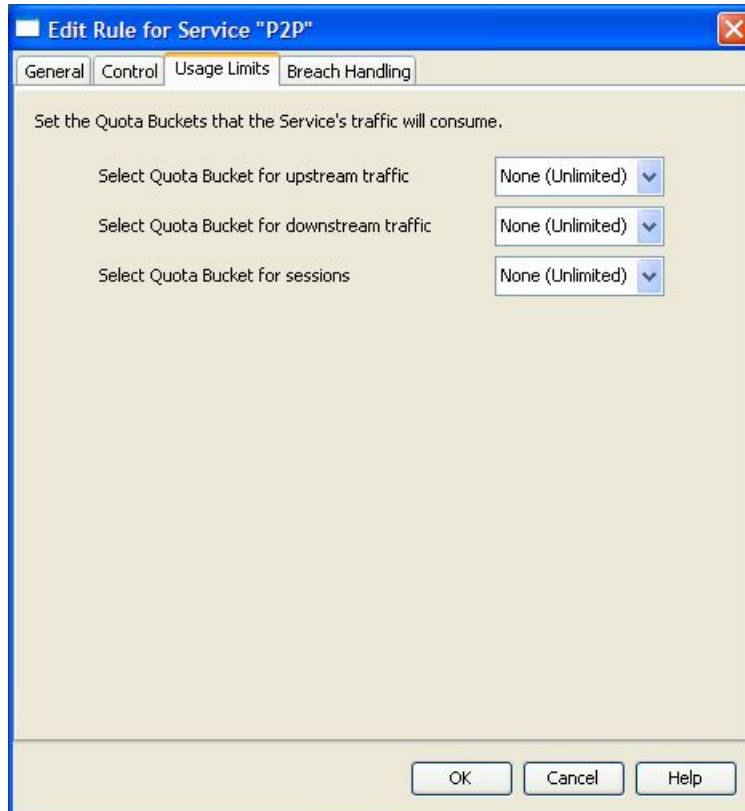 Edit Rule for Service "P2P"
General Control Usage Limits Breach Handling
Set the Quota Buckets that the Service's traffic will consume.
Select Quota Bucket for upstream traffic None (Unlimited)
Select Quota Bucket for downstream traffic None (Unlimited)
Select Quota Bucket for sessions None (Unlimited)
OK Cancel Help